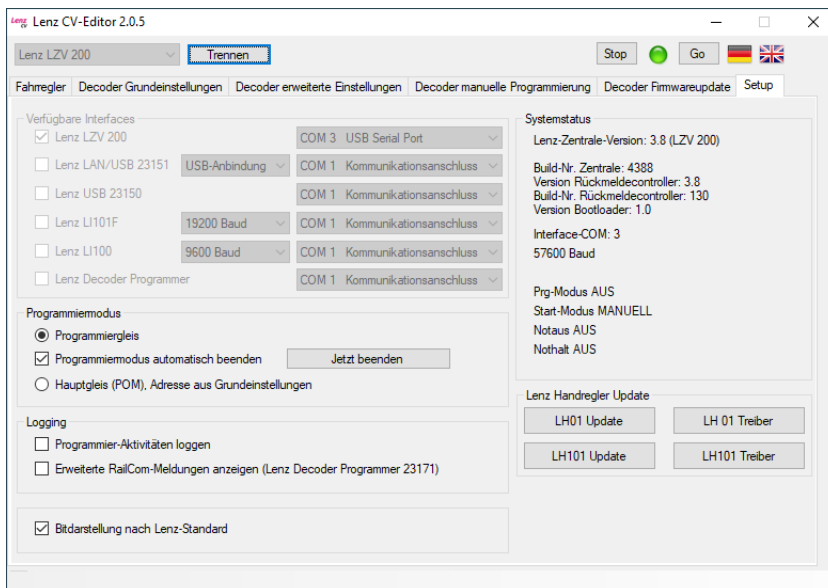 Lenz CV Lenz CV-Editor 2.0.5
Lenz LZV 200 Trennen Stop Go
Fahrregler Decoder Grundeinstellungen Decoder erweiterte Einstellungen Decoder manuelle Programmierung Decoder Firmwareupdate Setup
Verfügbare Interfaces
Lenz LZV 200 COM 3 USB Serial Port
Lenz LAN/USB 23151 USB-Anbindung COM 1 Kommunikationsanschluss
Lenz USB 23150 COM 1 Kommunikationsanschluss
Lenz LI101F 19200 Baud COM 1 Kommunikationsanschluss
Lenz LI100 9600 Baud COM 1 Kommunikationsanschluss
Lenz Decoder Programmer COM 1 Kommunikationsanschluss
Programmiermodus
Programmiergleis
Programmiermodus automatisch beenden Jetzt beenden
Hauptgleis (POM), Adresse aus Grundeinstellungen
Logging
Programmier-Aktivitäten loggen
Erweiterte RailCom-Meldungen anzeigen (Lenz Decoder Programmer 23171)
Bitdarstellung nach Lenz-Standard
Systemstatus
Lenz-Zentrale-Version: 3.8 (LZV 200)
Build-Nr. Zentrale: 4388
Version Rückmeldecontroller: 3.8
Build-Nr. Rückmeldecontroller: 130
Version Bootloader: 1.0
Interface-COM: 3
57600 Baud
Prg-Modus AUS
Start-Modus MANUELL
Notaus AUS
Nothalt AUS
Lenz Handregler Update
LH01 Update LH 01 Treiber
LH101 Update LH101 Treiber